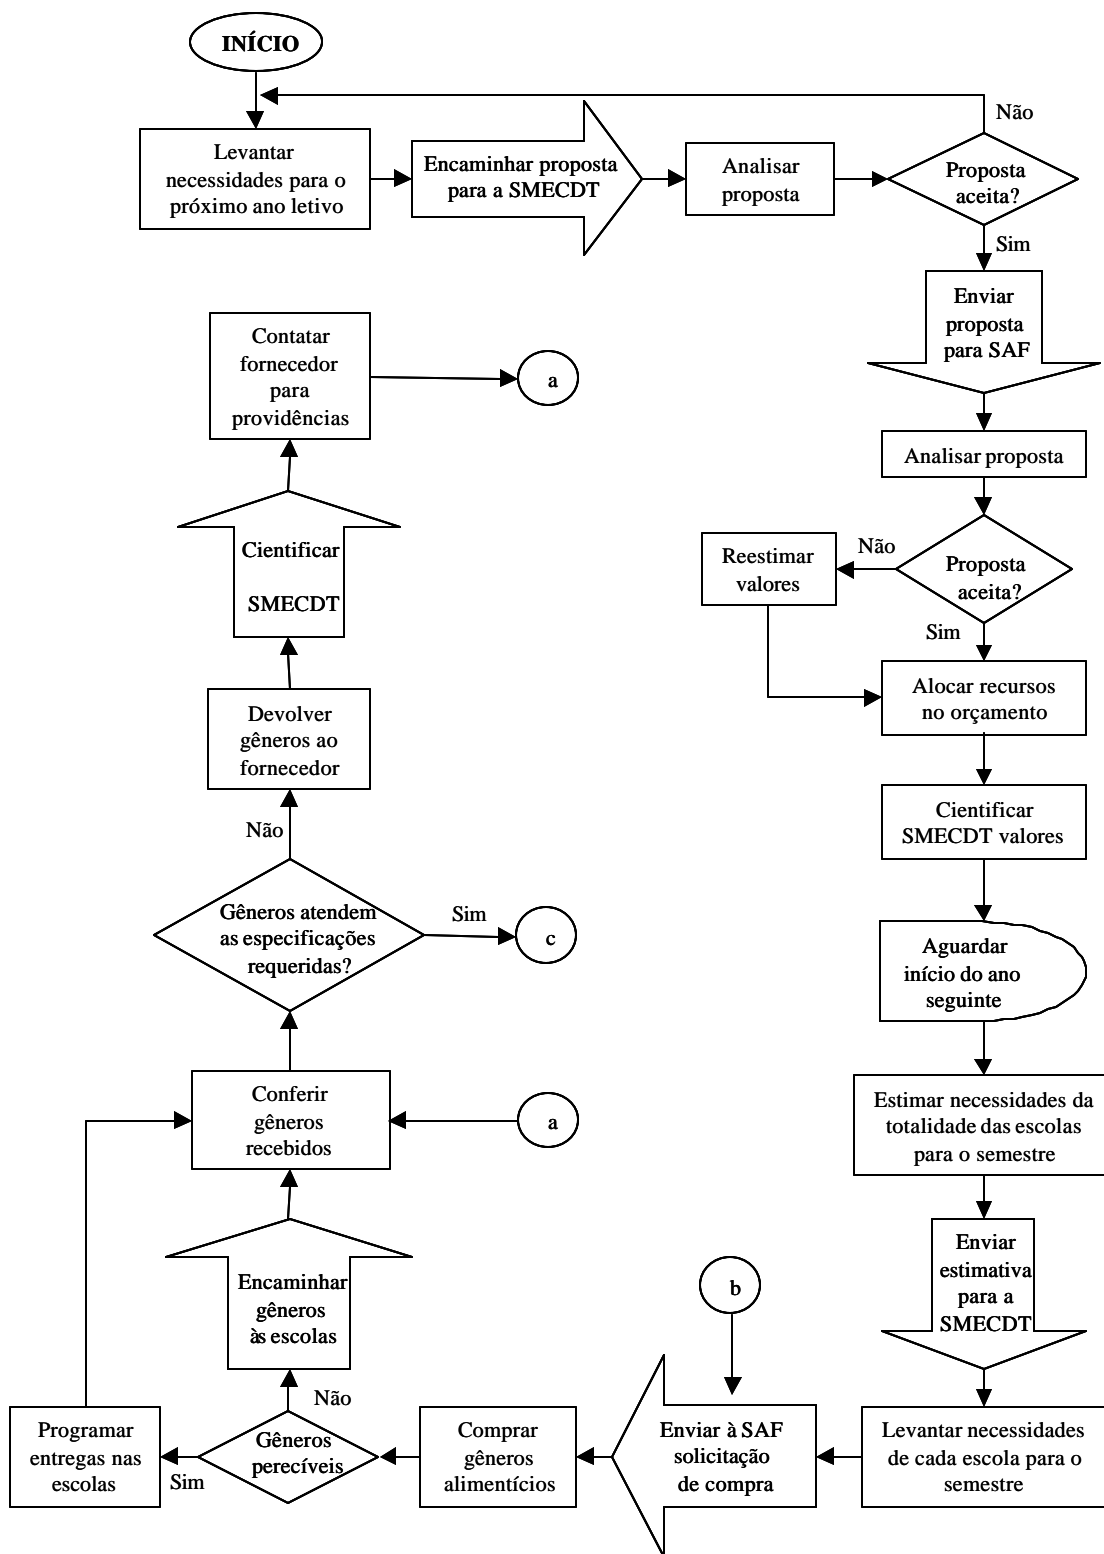 INÍCIO
Não
Levantar
necessidades para o
próximo ano letivo
Encaminhar proposta
para a SMECDT
Analisar
proposta
Proposta
aceita?
Sim
Enviar
proposta
para SAF
Contatar
fornecedor
para
providências
a
Analisar proposta
Cientificar
SMECDT
Reestimar
valores
Não
Proposta
aceita?
Sim
Alocar recursos
no orçamento
Devolver
gêneros ao
fornecedor
Cientificar
SMECDT valores
Não
Gêneros atendem
as especificações
requeridas?
Sim
c
Aguardar
início do ano
seguinte
Conferir
gêneros
recebidos
a
Estimar necessidades da
totalidade das escolas
para o semestre
Encaminhar
gêneros
às escolas
b
Enviar
estimativa
para a
SMECDT
Não
Programar
entregas nas
escolas
Sim
Gêneros
perecíveis
Comprar
gêneros
alimentícios
Enviar à SAF
solicitação
de compra
Levantar necessidades
de cada escola para o
semestre